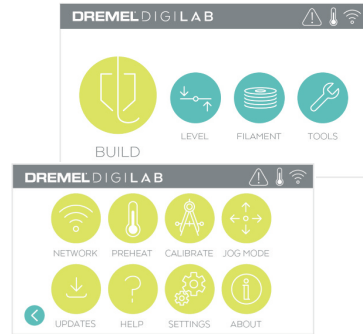 DREMEL DIGILAB
LEVEL FILAMENT TOOLS
BUILD
DREMEL DIGILAB
NETWORK PREHEAT CALIBRATE JOG MODE
UPDATES HELP SETTINGS ABOUT